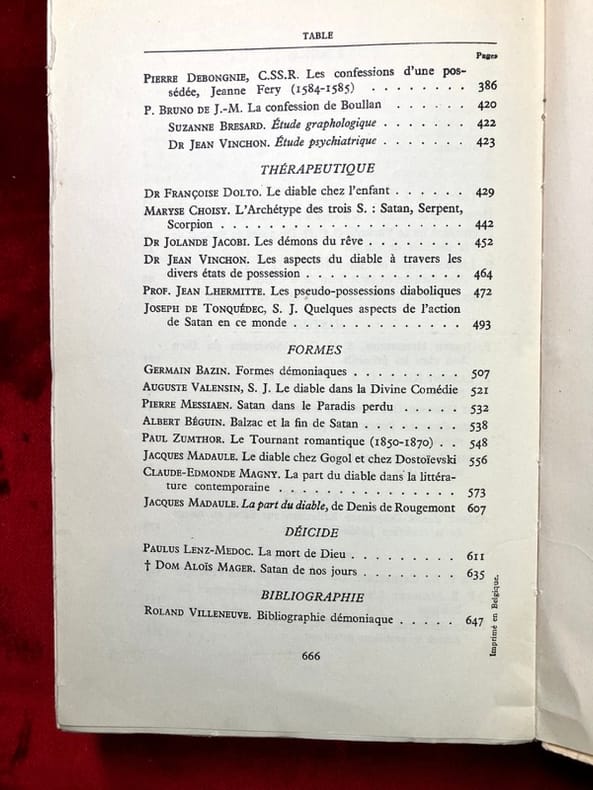 TABLE
Pages
PIERRE DEBONGNIE, C.SS.R. Les confessions d'une pos-
sédée, Jeanne Fery (1584-1585) . . . . . . . . 386
P. BRUNO DE J.-M. La confession de Boullan . . . . . . 420
SUZANNE BRESARD. Étude graphologique . . . . . . . 422
DR JEAN VINCHON. Étude psychiatrique . . . . . . . 423
THÉRAPEUTIQUE
DR FRANÇOISE DOLTO. Le diable chez l'enfant . . . . . . 429
MARYSE CHOISY. L'Archétype des trois S. : Satan, Serpent,
Scorpion . . . . . . . . . . . . . . . . . . 442
DR JOLANDE JACOBI. Les démons du rêve . . . . . . . 452
DR JEAN VINCHON. Les aspects du diable à travers les
divers états de possession . . . . . . . . . . . . 464
PROF. JEAN LHERMITTE. Les pseudo-possessions diaboliques 472
JOSEPH DE TONQUÉDEC, S. J. Quelques aspects de l'action
de Satan en ce monde . . . . . . . . . . . . . 493
FORMES
GERMAIN BAZIN. Formes démoniaques . . . . . . . . . 507
AUGUSTE VALENSIN, S. J. Le diable dans la Divine Comédie 521
PIERRE MESSIAEN. Satan dans le Paradis perdu . . . . . 532
ALBERT BÉGUIN. Balzac et la fin de Satan . . . . . . . . 538
PAUL ZUMTHOR. Le Tournant romantique (1850-1870) . . 548
JACQUES MADAULE. Le diable chez Gogol et chez Dostoïevski 556
CLAUDE-EDMONDE MAGNY. La part du diable dans la littéra-
ture contemporaine . . . . . . . . . . . . . . 573
JACQUES MADAULE. La part du diable, de Denis de Rougemont 607
DÉICIDE
PAULUS LENZ-MEDOC. La mort de Dieu . . . . . . . . . 611
† DOM ALOÏS MAGER. Satan de nos jours . . . . . . . . 635
BIBLIOGRAPHIE
ROLAND VILLENEUVE. Bibliographie démoniaque . . . . . 647
Imprimé en Belgique.
666